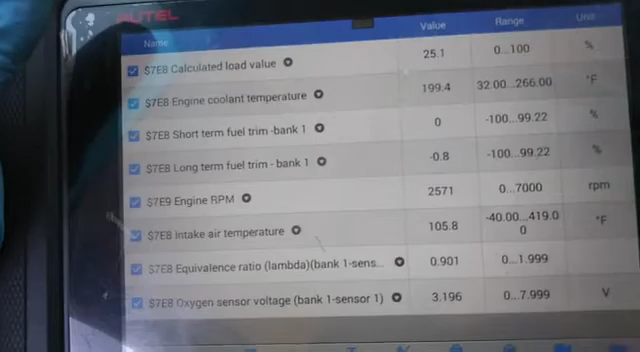 AUTEL
Name Value Range Unit
$7E8 Calculated load value 25.1 0...100 %
$7E8 Engine coolant temperature 199.4 32.00...266.00 °F
$7E8 Short term fuel trim -bank 1 0 -100...99.22 %
$7E8 Long term fuel trim - bank 1 -0.8 -100...99.22 %
$7E9 Engine RPM 2571 0...7000 rpm
$7E8 Intake air temperature 105.8 -40.00...419.0 °F
0
$7E8 Equivalence ratio (lambda)(bank 1-sens... 0.901 0...1.999
$7E8 Oxygen sensor voltage (bank 1-sensor 1) 3.196 0...7.999 V